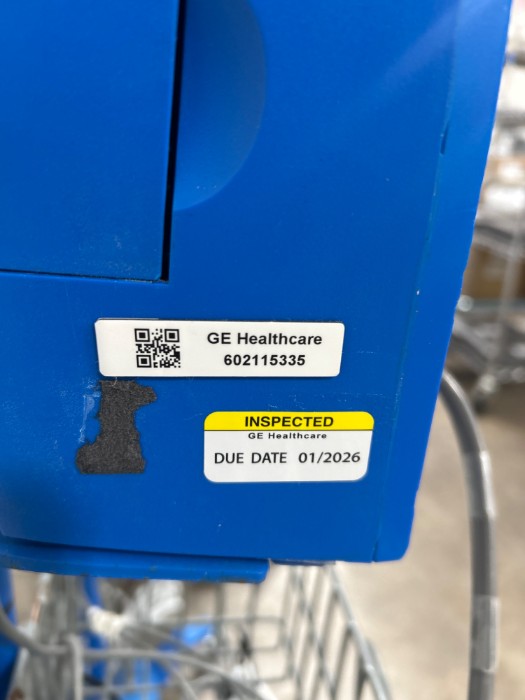 GE Healthcare
602115335
INSPECTED
GE Healthcare
DUE DATE 01/2026